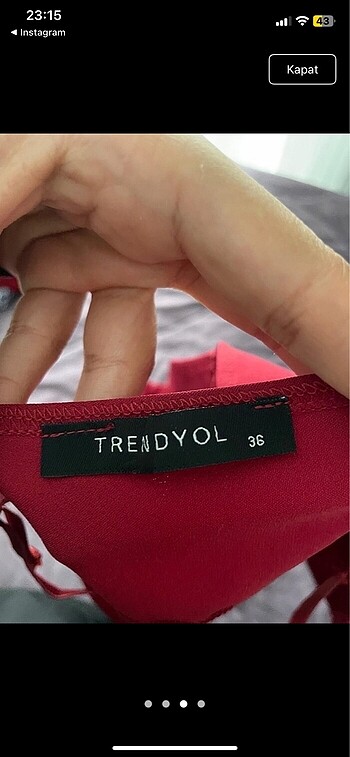 23:15
43
Instagram
Kapat
TRENDYOL 36